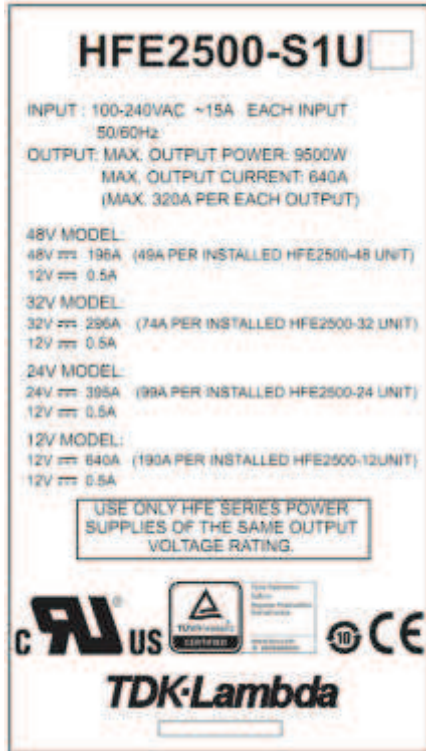 HFE2500-S1U
INPUT : 100-240VAC ~15A EACH INPUT
50/60Hz
OUTPUT: MAX. OUTPUT POWER: 9500W
MAX. OUTPUT CURRENT: 640A
(MAX. 320A PER EACH OUTPUT)
48V MODEL:
48V ⎓ 196A (49A PER INSTALLED HFE2500-48 UNIT)
12V ⎓ 0.5A
32V MODEL:
32V ⎓ 296A (74A PER INSTALLED HFE2500-32 UNIT)
12V ⎓ 0.5A
24V MODEL:
24V ⎓ 395A (99A PER INSTALLED HFE2500-24 UNIT)
12V ⎓ 0.5A
12V MODEL:
12V ⎓ 640A (190A PER INSTALLED HFE2500-12UNIT)
12V ⎓ 0.5A
USE ONLY HFE SERIES POWER
SUPPLIES OF THE SAME OUTPUT
VOLTAGE RATING.
C RU US ®
CERTIFIED
10 CE
TDK·Lambda